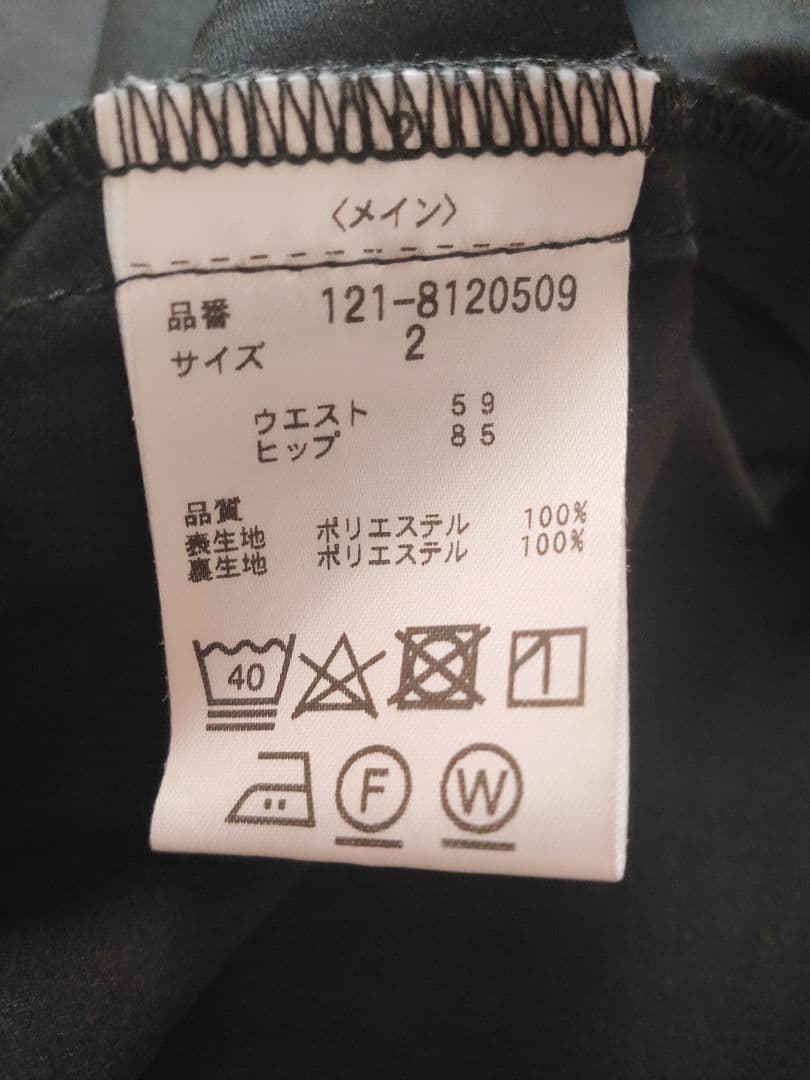 〈メイン〉
品番 121-8120509
サイズ 2
ウエスト 59
ヒップ 85
品質
表生地 ポリエステル 100%
裏生地 ポリエステル 100%
40
F W